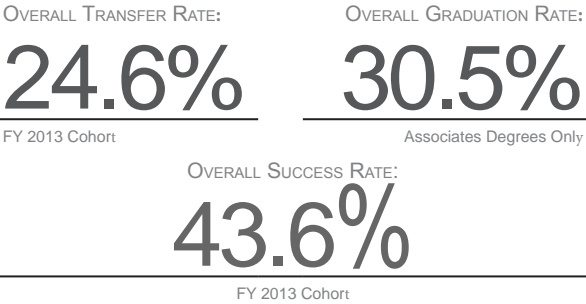 OVERALL TRANSFER RATE: OVERALL GRADUATION RATE:
24.6% 30.5%
FY 2013 Cohort Associates Degrees Only
OVERALL SUCCESS RATE:
43.6%
FY 2013 Cohort